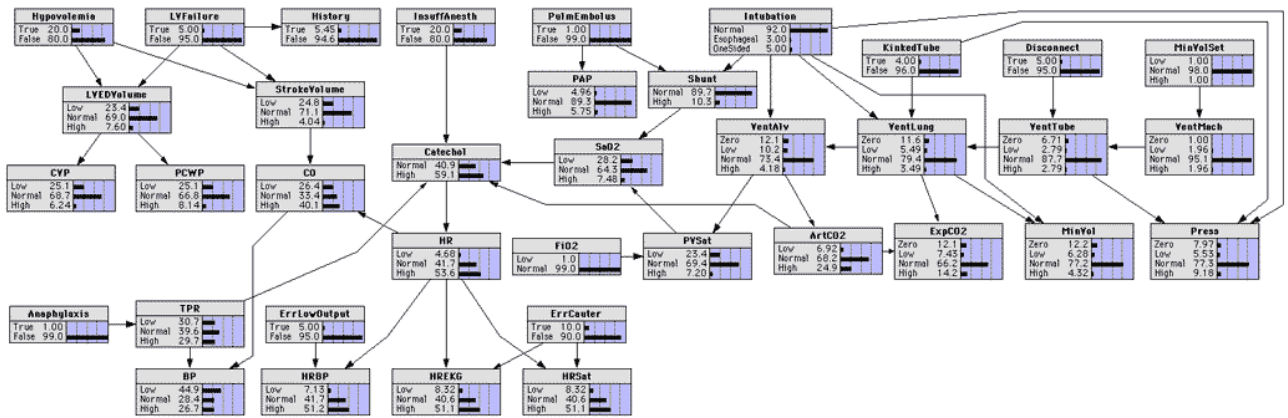 Hypovolemia
True 20.0
False 80.0
LVFailure
True 5.00
False 95.0
History
True 5.45
False 94.6
InsuffAnesth
True 20.0
False 80.0
PulmEmbolus
True 1.00
False 99.0
Intubation
Normal 92.0
Esophageal 3.00
OneSided 5.00
KinkedTube
True 4.00
False 96.0
Disconnect
True 5.00
False 95.0
MinVolSet
Low 1.00
Normal 98.0
High 1.00
LVEDVolume
Low 23.4
Normal 69.0
High 7.60
StrokeVolume
Low 24.8
Normal 71.1
High 4.04
PAP
Low 4.96
Normal 89.3
High 5.75
Shunt
Normal 89.7
High 10.3
VentAlv
Zero 12.1
Low 10.2
Normal 73.4
High 4.18
VentLung
Zero 11.6
Low 5.49
Normal 79.4
High 3.49
VentTube
Zero 6.71
Low 2.79
Normal 87.7
High 2.79
VentMach
Zero 1.00
Low 1.96
Normal 95.1
High 1.96
CVP
Low 25.1
Normal 68.7
High 6.24
PCWP
Low 25.1
Normal 66.8
High 8.14
CO
Low 26.4
Normal 33.4
High 40.1
Catechol
Normal 40.9
High 59.1
SaO2
Low 28.2
Normal 64.3
High 7.48
HR
Low 4.68
Normal 41.7
High 53.6
FiO2
Low 1.0
Normal 99.0
PVSat
Low 23.4
Normal 69.4
High 7.20
ArtCO2
Low 6.92
Normal 68.2
High 24.9
ExpCO2
Zero 12.1
Low 7.43
Normal 66.2
High 14.2
MinVol
Zero 12.2
Low 6.28
Normal 77.2
High 4.32
Press
Zero 7.97
Low 5.53
Normal 77.3
High 9.18
Anaphylaxis
True 1.00
False 99.0
TPR
Low 30.7
Normal 39.6
High 29.7
ErrLowOutput
True 5.00
False 95.0
ErrCauter
True 10.0
False 90.0
BP
Low 44.9
Normal 28.4
High 26.7
HRBP
Low 7.13
Normal 41.7
High 51.2
HREKG
Low 8.32
Normal 40.6
High 51.1
HRSat
Low 8.32
Normal 40.6
High 51.1